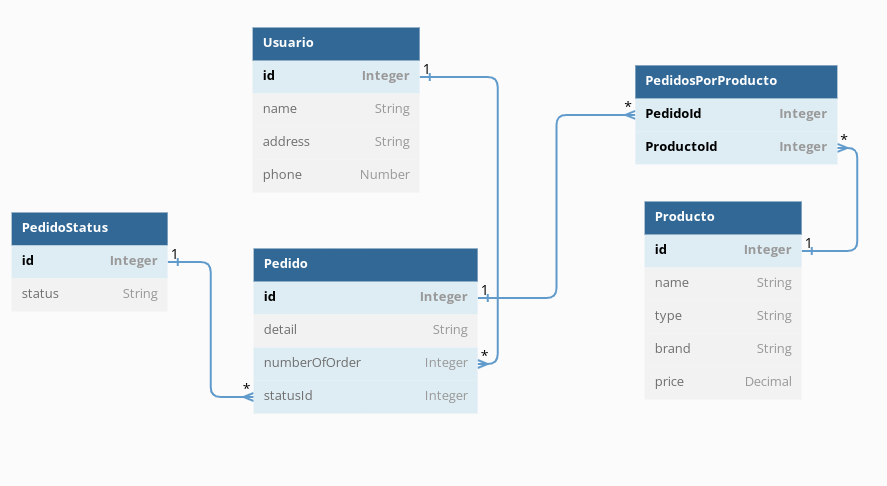 Usuario
id Integer
name String
address String
phone Number
1
PedidoStatus
id Integer
status String
1
*
Pedido
id Integer
detail String
numberOfOrder Integer
statusId Integer
1
*
PedidosPorProducto
PedidoId Integer
ProductoId Integer
*
*
Producto
id Integer
name String
type String
brand String
price Decimal
1